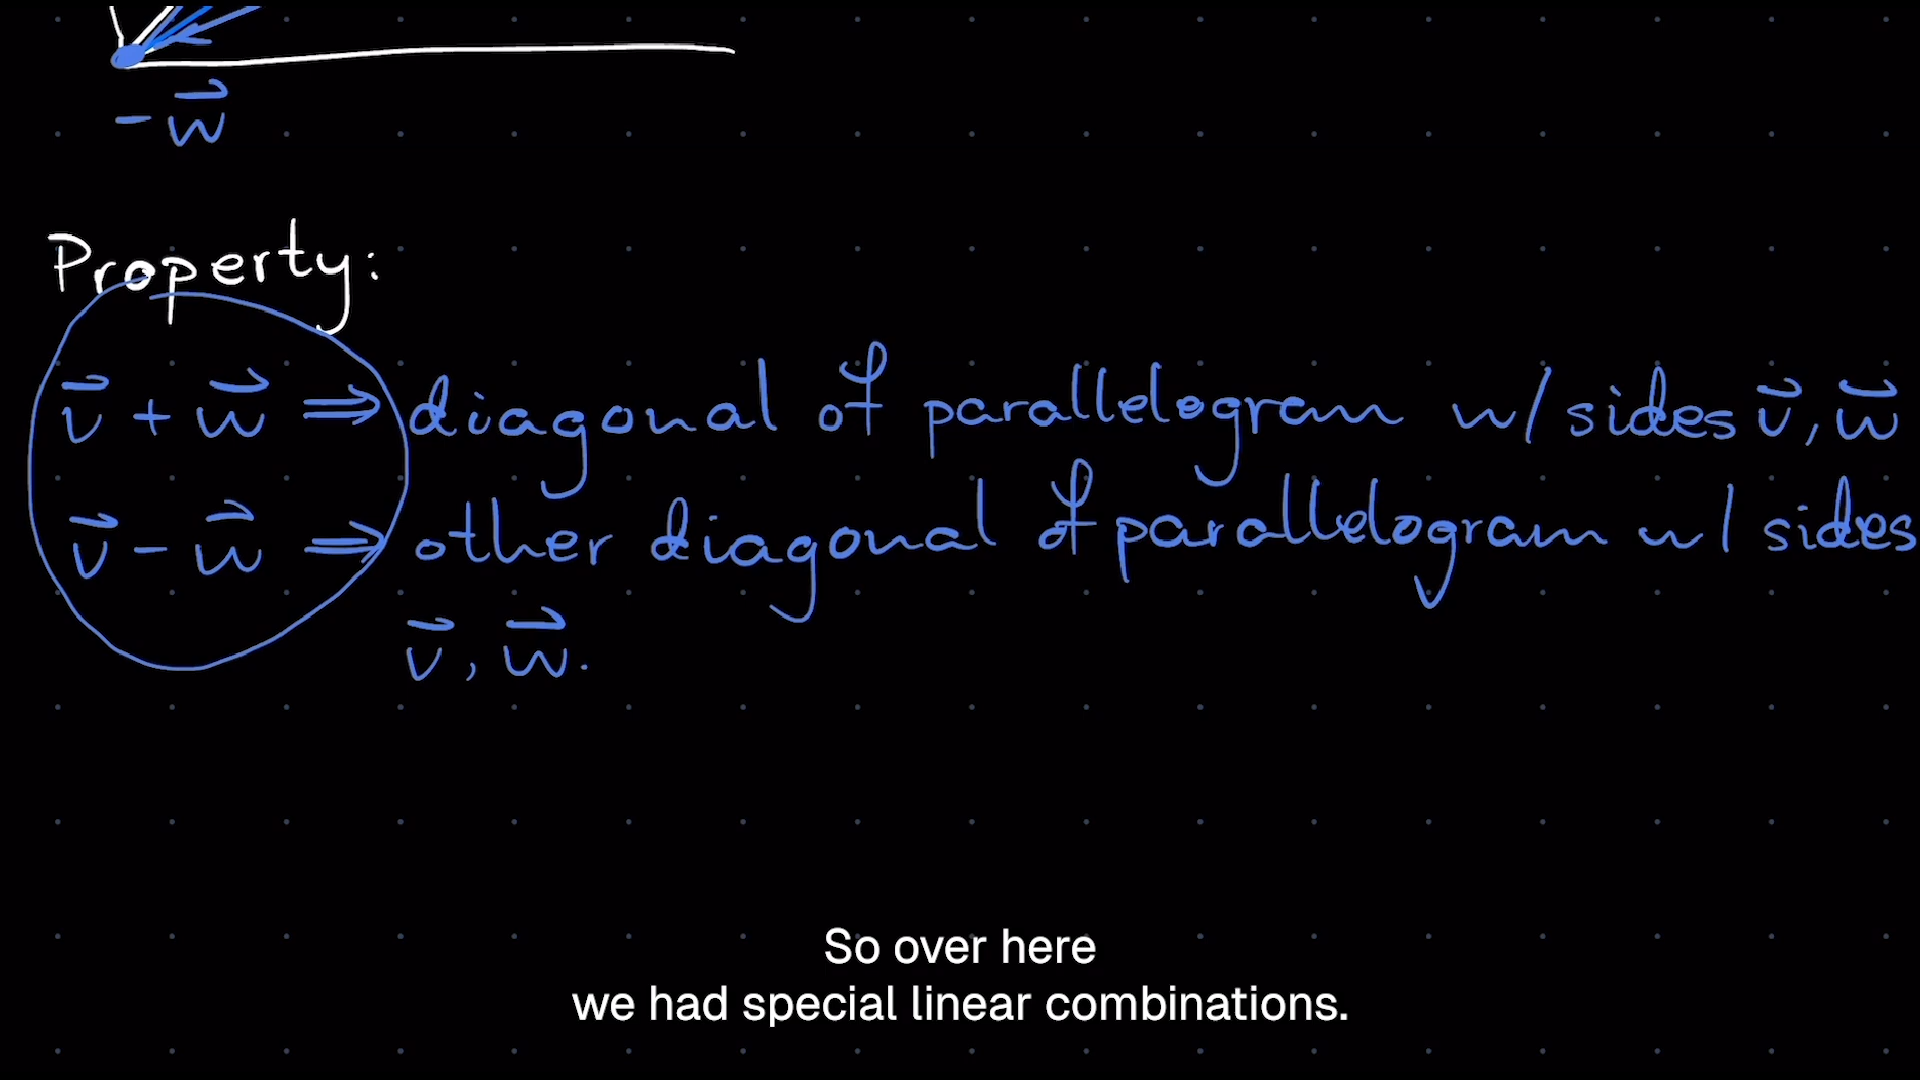 -w⃗
Property:
v⃗ + w⃗ ⇒ diagonal of parallelogram w/ sides v⃗, w⃗
v⃗ - w⃗ ⇒ other diagonal of parallelogram w/ sides
v⃗, w⃗.
So over here
we had special linear combinations.